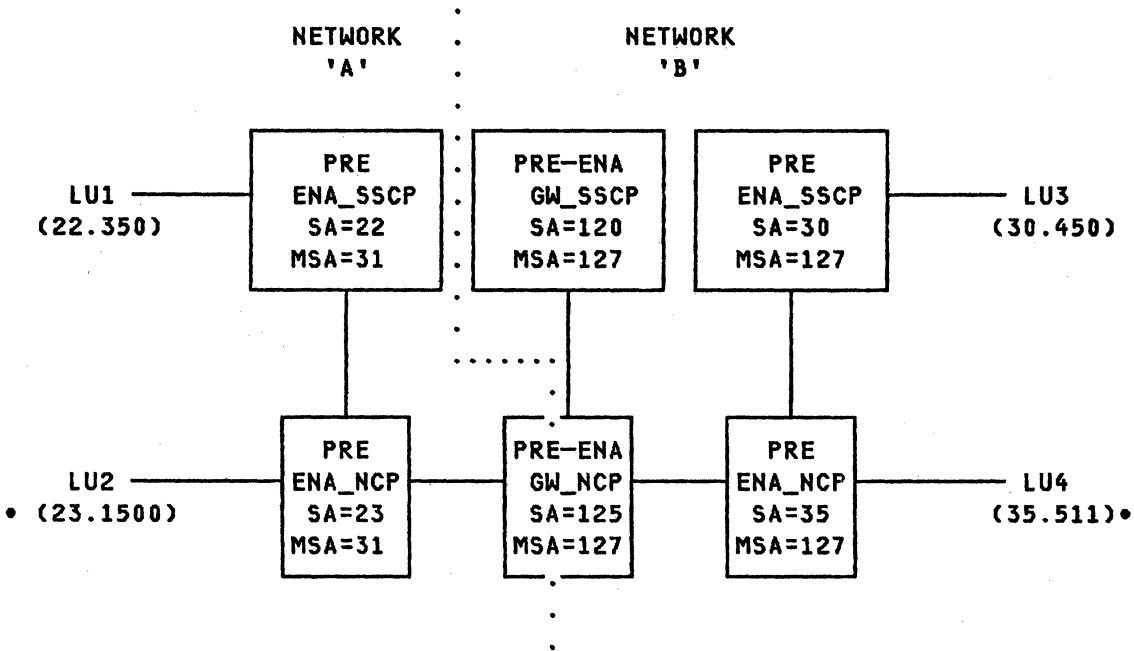 NETWORK
'A'
NETWORK
'B'
LU1
(22.350)
PRE
ENA_SSCP
SA=22
MSA=31
PRE-ENA
GW_SSCP
SA=120
MSA=127
PRE
ENA_SSCP
SA=30
MSA=127
LU3
(30.450)
LU2
(23.1500)
PRE
ENA_NCP
SA=23
MSA=31
PRE-ENA
GW_NCP
SA=125
MSA=127
PRE
ENA_NCP
SA=35
MSA=127
LU4
(35.511)